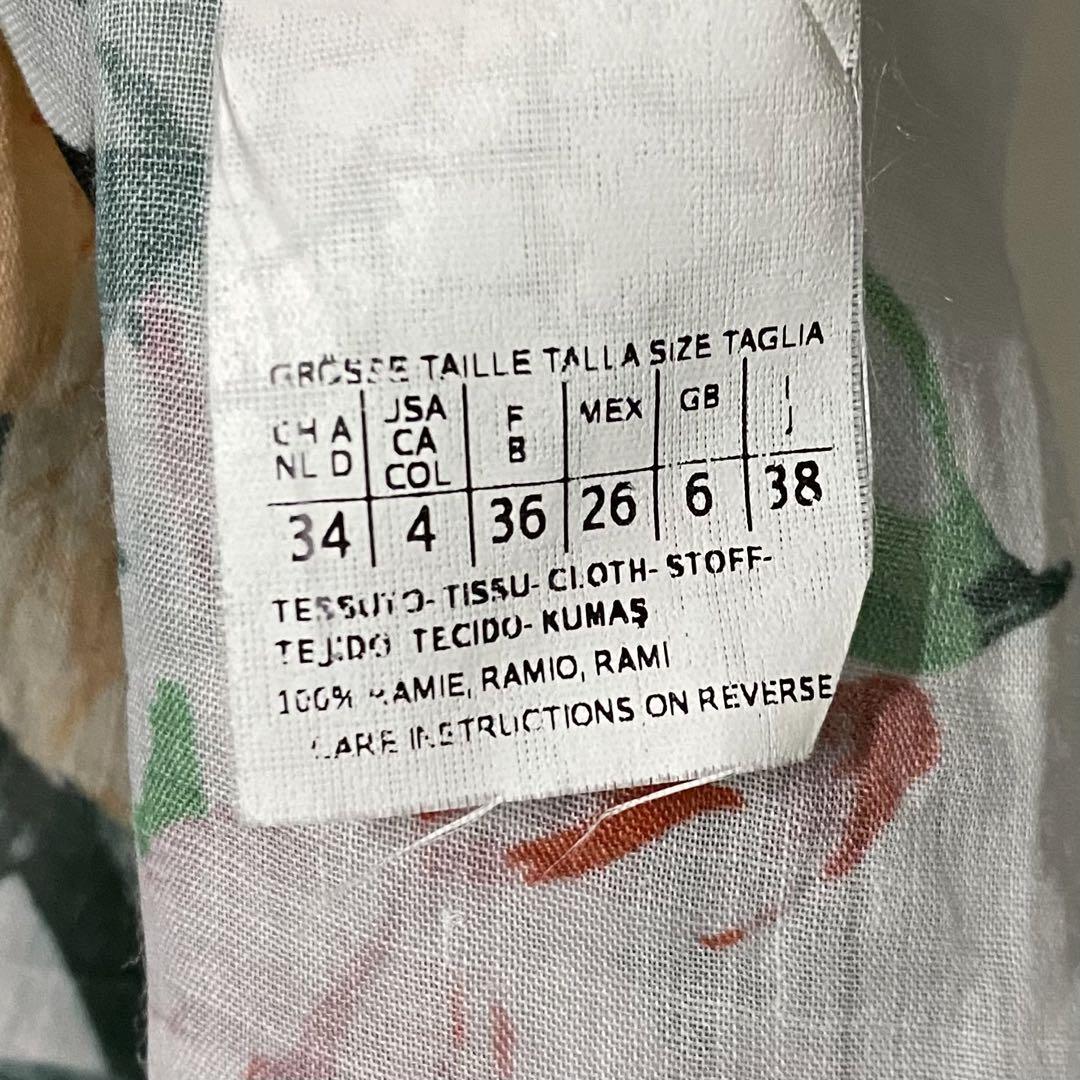 GRÖSSE TAILLE TALLA SIZE TAGLIA
CH A USA F MEX GB I
NL D CA B J
COL
34 4 36 26 6 38
TESSUTO- TISSU- CLOTH- STOFF-
TEJIDO TECIDO- KUMAŞ
100% RAMIE, RAMIO, RAMI
CARE INSTRUCTIONS ON REVERSE